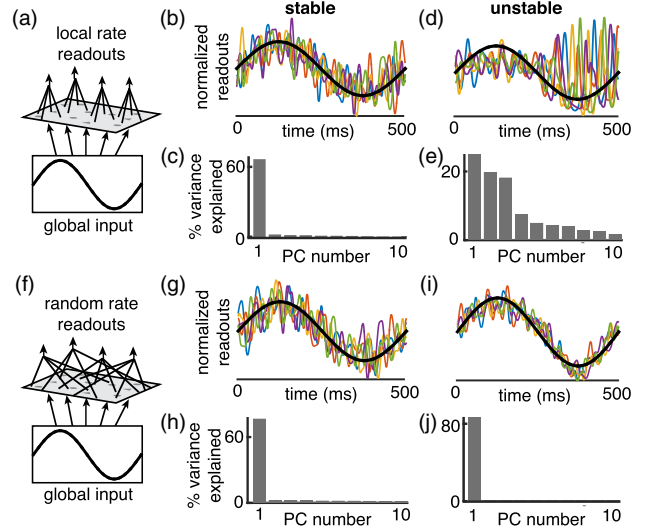 stable
unstable
(a)
local rate
readouts
global input
(b)
normalized
readouts
0
time (ms)
500
(d)
0
time (ms)
500
(c)
% variance
explained
60
0
1
PC number
10
(e)
20
0
1
PC number
10
(f)
random rate
readouts
global input
(g)
normalized
readouts
0
time (ms)
500
(i)
0
time (ms)
500
(h)
% variance
explained
60
0
1
PC number
10
(j)
80
0
1
PC number
10